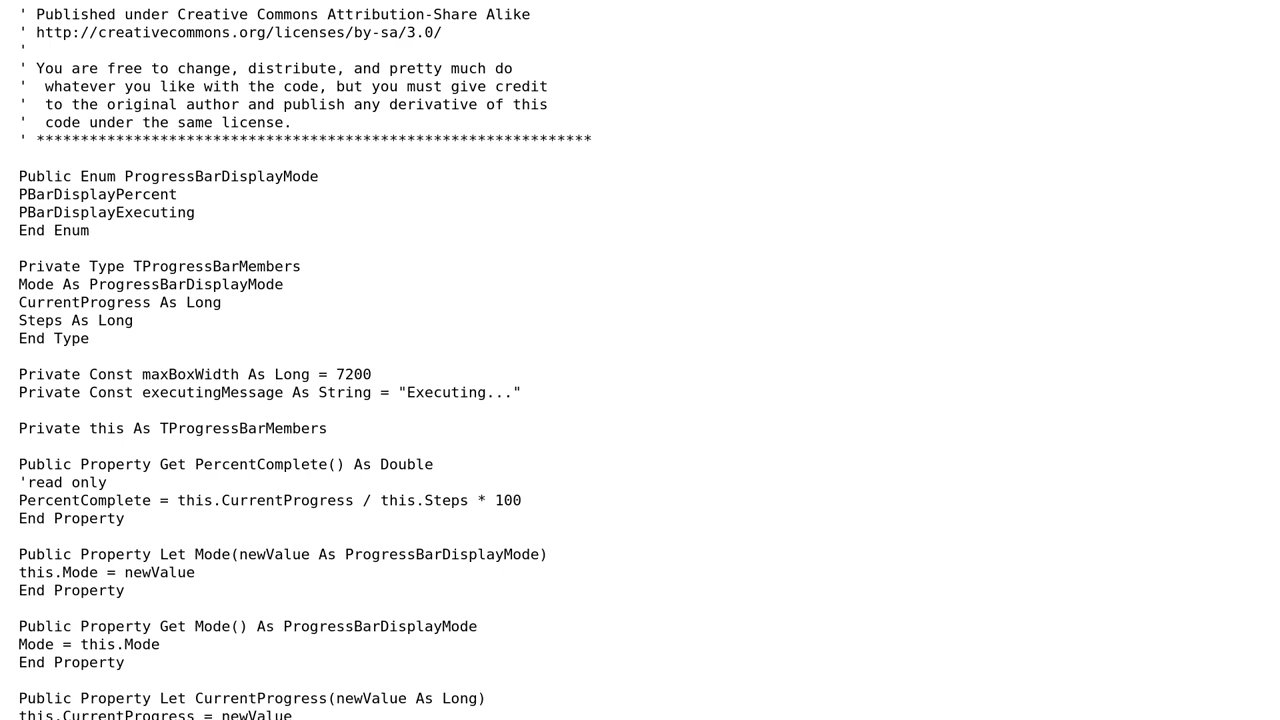 ' Published under Creative Commons Attribution-Share Alike
' http://creativecommons.org/licenses/by-sa/3.0/
'
' You are free to change, distribute, and pretty much do
'  whatever you like with the code, but you must give credit
'  to the original author and publish any derivative of this
'  code under the same license.
' ***************************************************************
Public Enum ProgressBarDisplayMode
PBarDisplayPercent
PBarDisplayExecuting
End Enum
Private Type TProgressBarMembers
Mode As ProgressBarDisplayMode
CurrentProgress As Long
Steps As Long
End Type
Private Const maxBoxWidth As Long = 7200
Private Const executingMessage As String = "Executing..."
Private this As TProgressBarMembers
Public Property Get PercentComplete() As Double
'read only
PercentComplete = this.CurrentProgress / this.Steps * 100
End Property
Public Property Let Mode(newValue As ProgressBarDisplayMode)
this.Mode = newValue
End Property
Public Property Get Mode() As ProgressBarDisplayMode
Mode = this.Mode
End Property
Public Property Let CurrentProgress(newValue As Long)
this.CurrentProgress = newValue